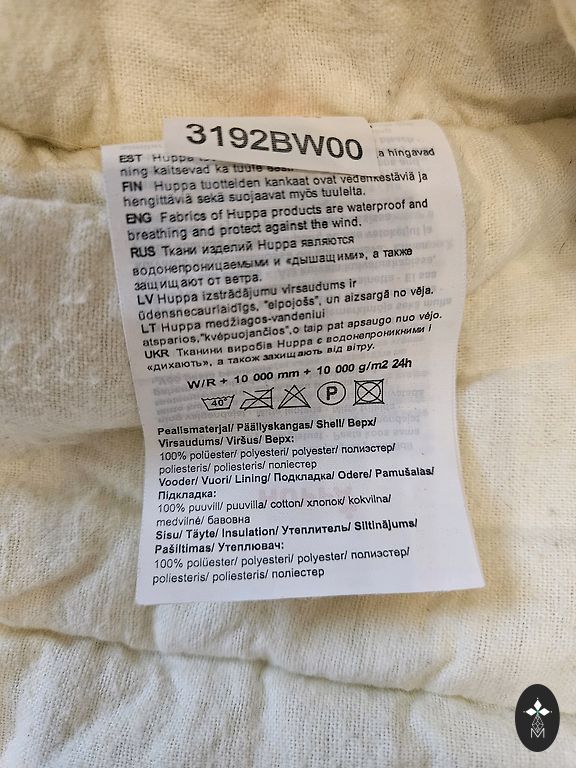 3192BW00
EST Huppa a hingavad
ning kaitsevad ka tuule eest.
FIN Huppa tuotteiden kankaat ovat vedenkestäviä ja
hengittäviä sekä suojaavat myös tuulelta.
ENG Fabrics of Huppa products are waterproof and
breathing and protect against the wind.
RUS Ткани изделий Huppa являются
водонепроницаемыми и «дышащими», а также
защищают от ветра.
LV Huppa izstrādājumu virsaudums ir
ūdensnecaurlaidīgs, "elpojošs", un aizsargā no vēja.
LT Huppa medžiagos-vandeniui
atsparios,"kvėpuojančios",o taip pat apsaugo nuo vėjo.
UKR Тканини виробів Huppa є водонепроникними і
«дихають», а також захищають від вітру.
W/R + 10 000 mm + 10 000 g/m2 24h
40° P
Pealismaterjal/ Päällyskangas/ Shell/ Верх/
Virsaudums/ Viršus/ Верх:
100% polüester/ polyesteri/ polyester/ полиэстер/
poliesteris/ poliesteris/ поліестер
Vooder/ Vuori/ Lining/ Подкладка/ Odere/ Pamušalas/
Підкладка:
100% puuvill/ puuvilla/ cotton/ хлопок/ kokvilna/
medvilnė/ бавовна
Sisu/ Täyte/ Insulation/ Утеплитель/ Siltinājums/
Pašiltimas/ Утеплювач:
100% polüester/ polyesteri/ polyester/ полиэстер/
poliesteris/ poliesteris/ поліестер
M